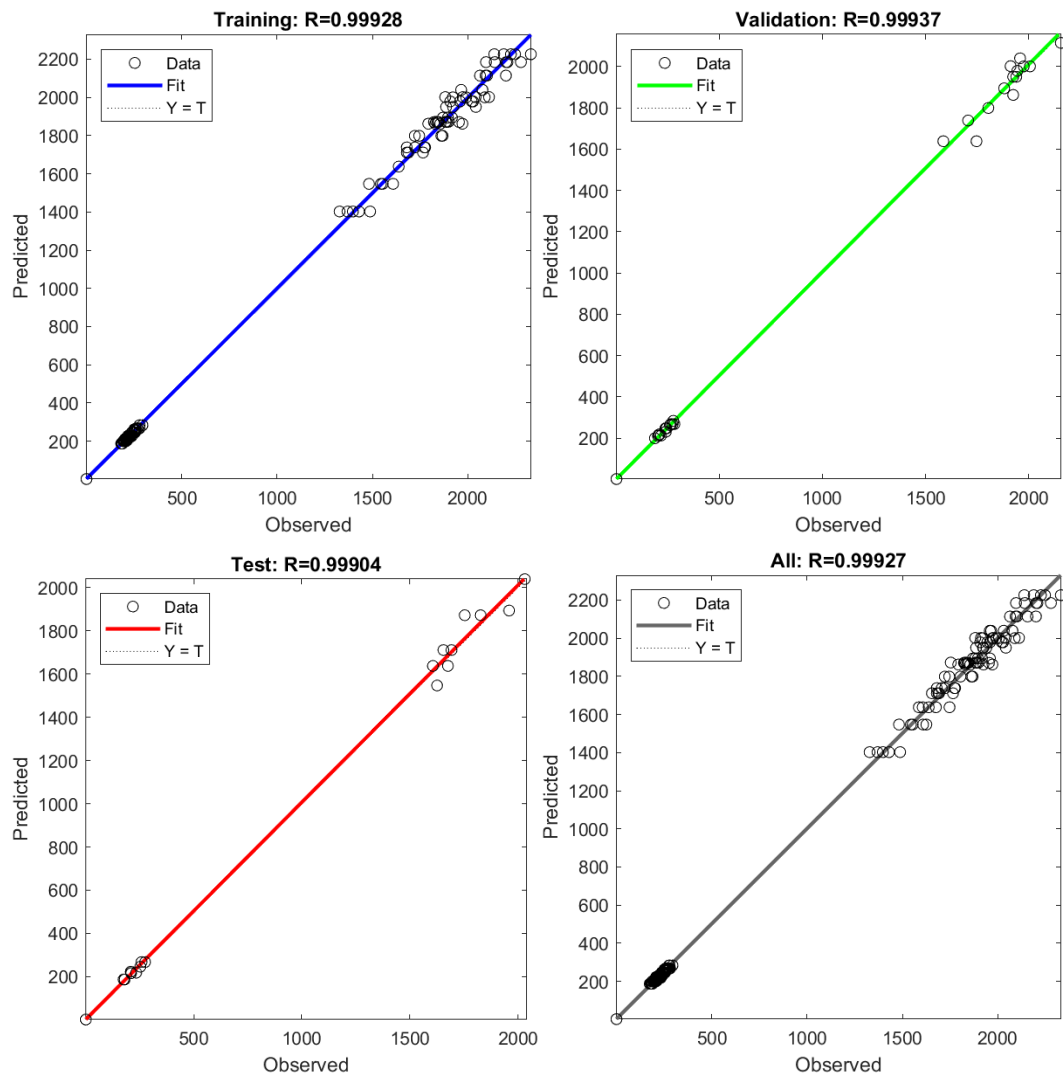 Training: R=0.99928
Data
Fit
Y = T
2200
2000
1800
1600
1400
1200
1000
800
600
400
200
Predicted
500 1000 1500 2000
Observed
Validation: R=0.99937
Data
Fit
Y = T
2000
1800
1600
1400
1200
1000
800
600
400
200
Predicted
500 1000 1500 2000
Observed
Test: R=0.99904
Data
Fit
Y = T
2000
1800
1600
1400
1200
1000
800
600
400
200
Predicted
500 1000 1500 2000
Observed
All: R=0.99927
Data
Fit
Y = T
2200
2000
1800
1600
1400
1200
1000
800
600
400
200
Predicted
500 1000 1500 2000
Observed